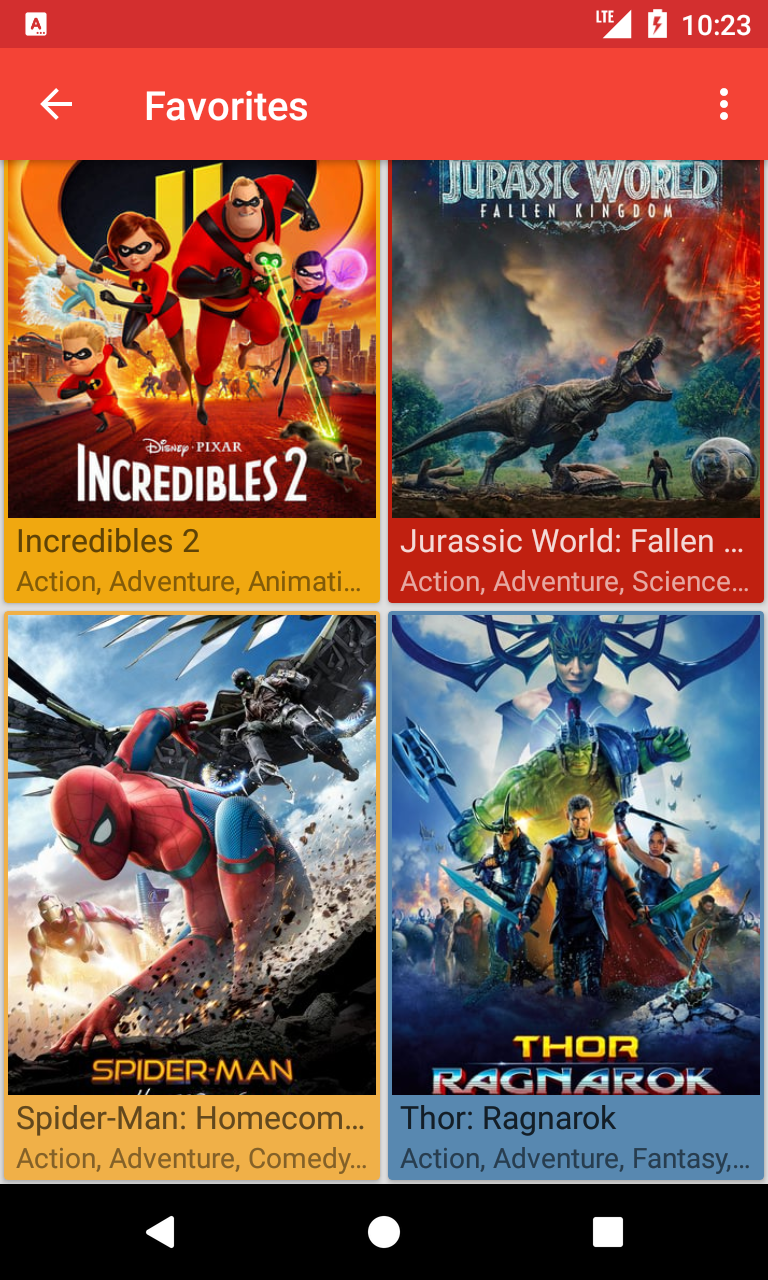 LTE 10:23
Favorites
Disney · PIXAR
INCREDIBLES 2
JURASSIC WORLD
FALLEN KINGDOM
Incredibles 2
Action, Adventure, Animati...
Jurassic World: Fallen ...
Action, Adventure, Science...
SPIDER-MAN
THOR
RAGNAROK
Spider-Man: Homecom...
Action, Adventure, Comedy,...
Thor: Ragnarok
Action, Adventure, Fantasy,...